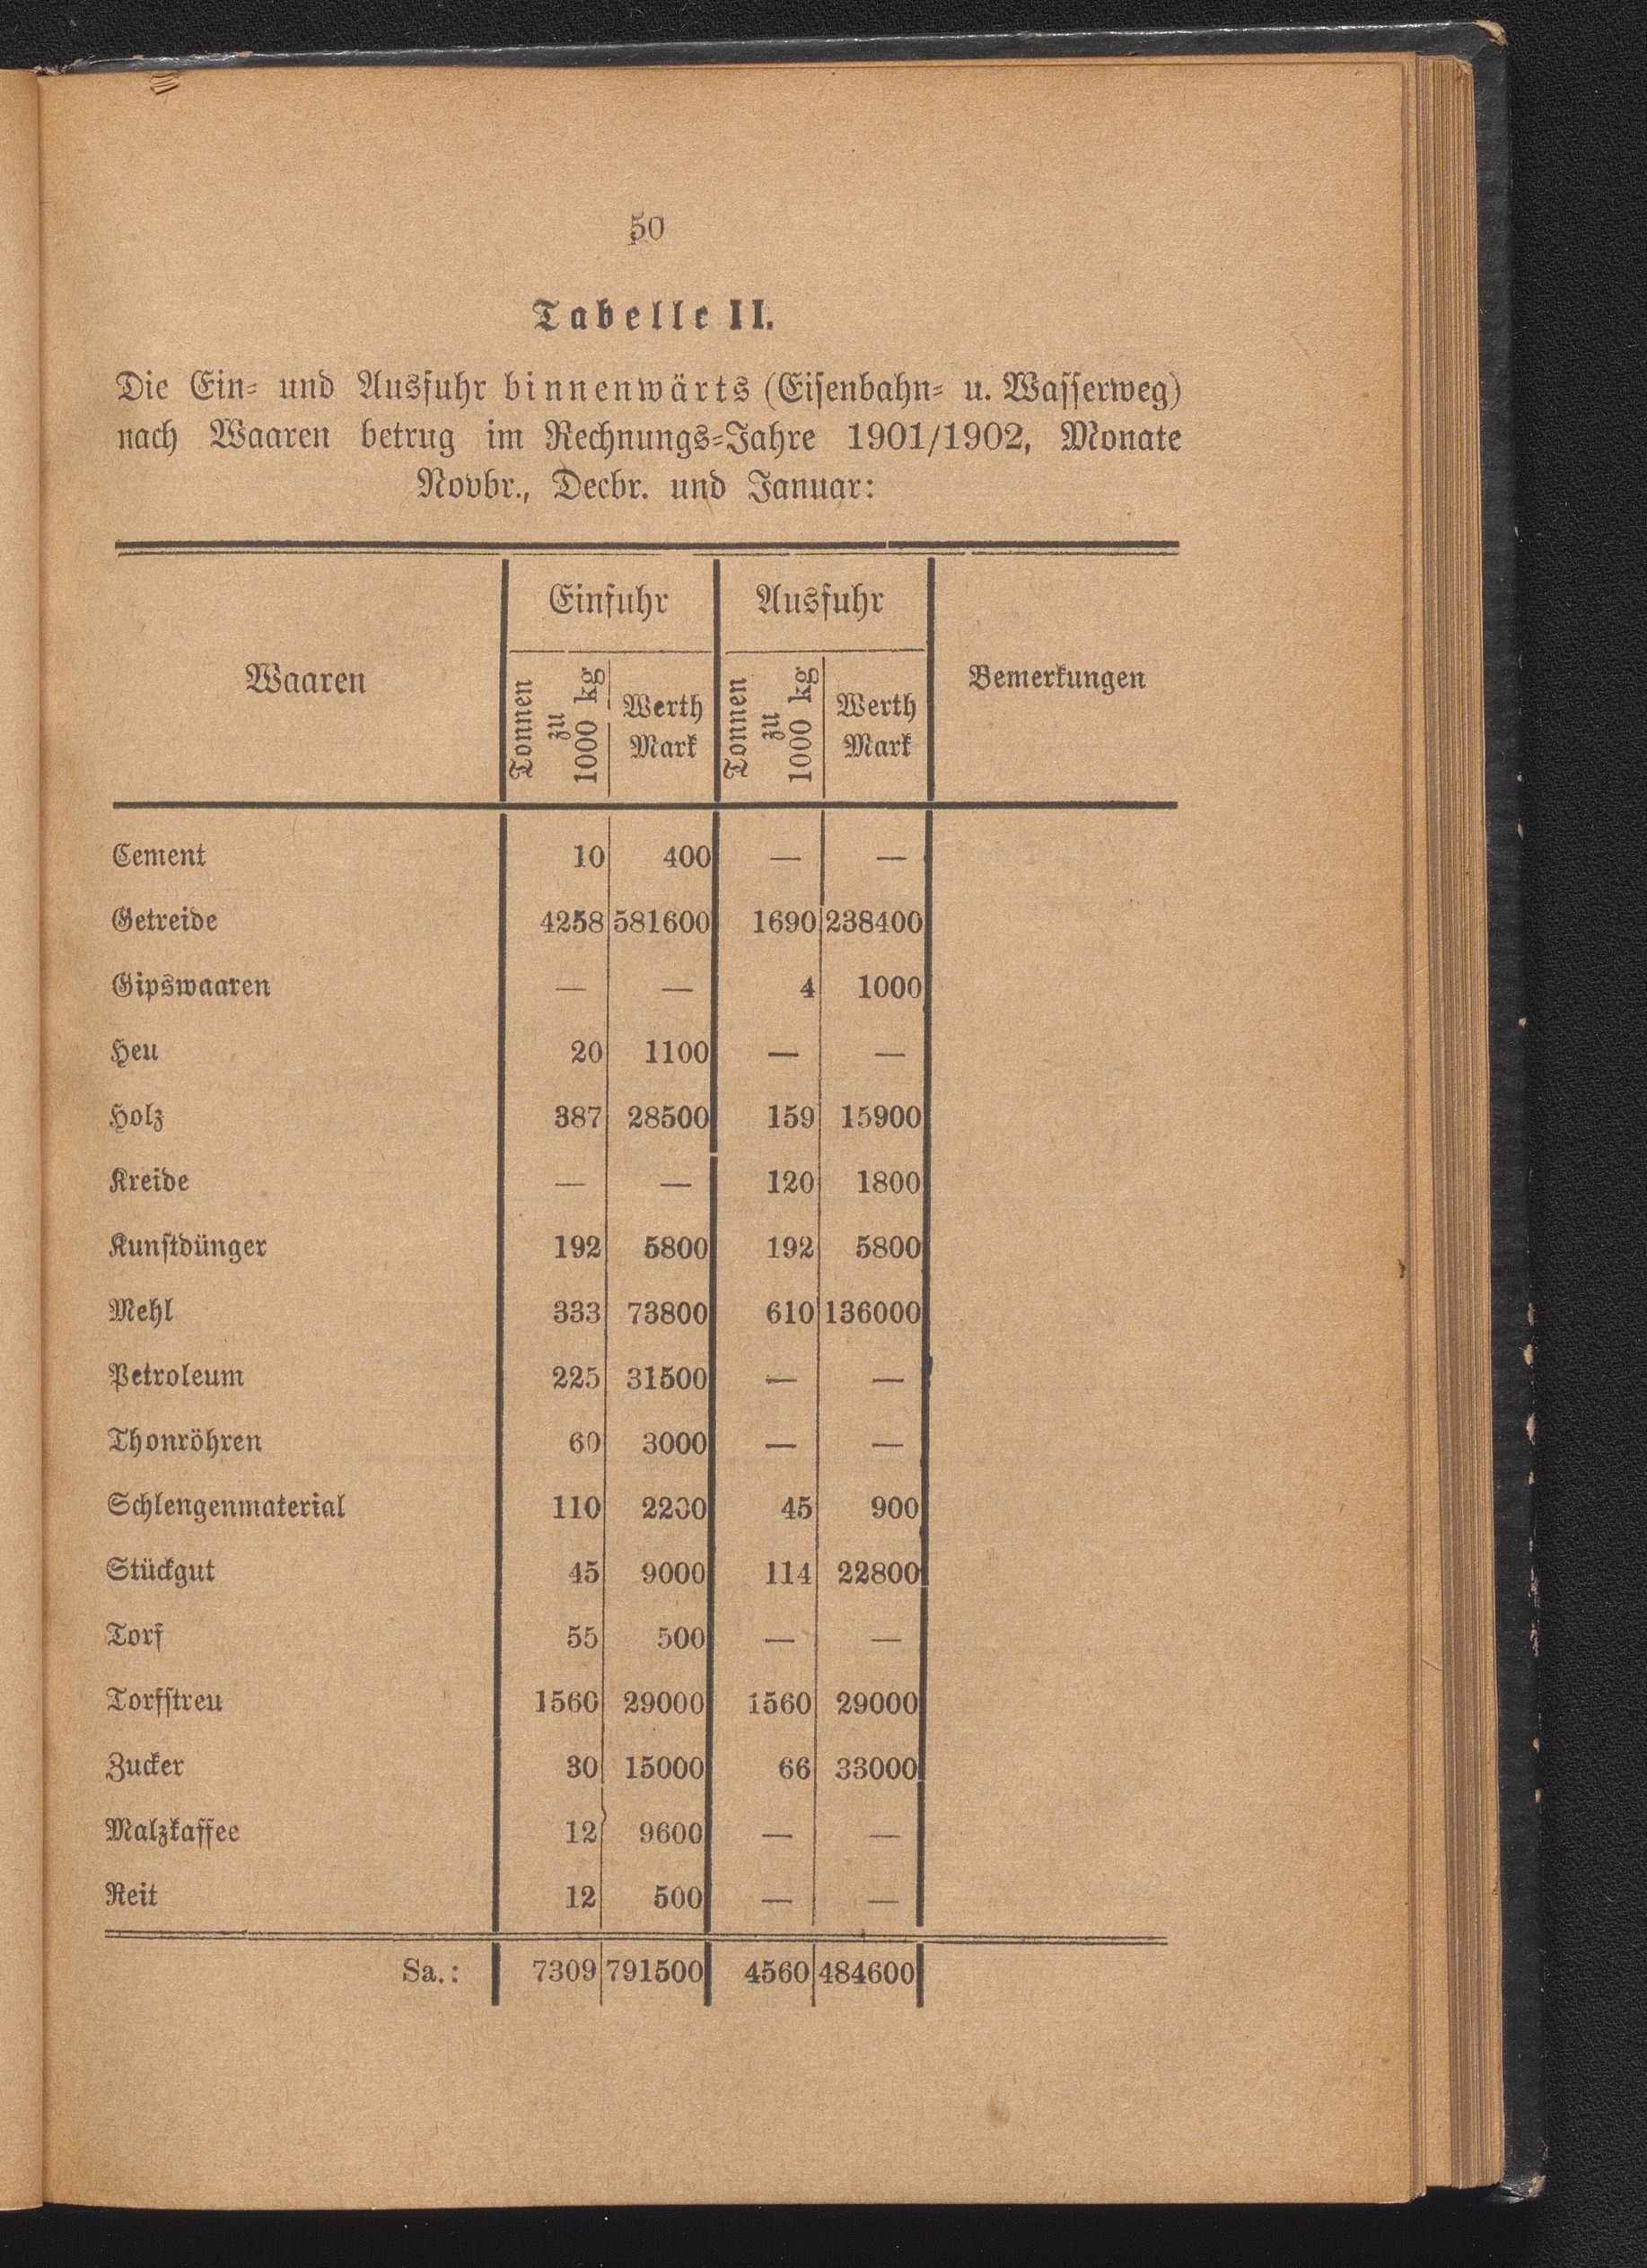 50
Tabelle II.
Die Ein- und Ausfuhr binnenwärts (Eisenbahn- u. Wasserweg)
nach Waaren betrug im Rechnungs-Jahre 1901/1902, Monate
Novbr., Decbr. und Januar:
Waaren Einfuhr Ausfuhr Bemerkungen
Tonnen zu 1000 kg Werth Mark Tonnen zu 1000 kg Werth Mark
Cement 10 400 — —
Getreide 4258 581600 1690 238400
Gipswaaren — — 4 1000
Heu 20 1100 — —
Holz 387 28500 159 15900
Kreide — — 120 1800
Kunstdünger 192 5800 192 5800
Mehl 333 73800 610 136000
Petroleum 225 31500 — —
Thonröhren 60 3000 — —
Schlengenmaterial 110 2200 45 900
Stückgut 45 9000 114 22800
Torf 55 500 — —
Torfstreu 1560 29000 1560 29000
Zucker 30 15000 66 33000
Malzkaffee 12 9600 — —
Reit 12 500 — —
Sa.: 7309 791500 4560 484600